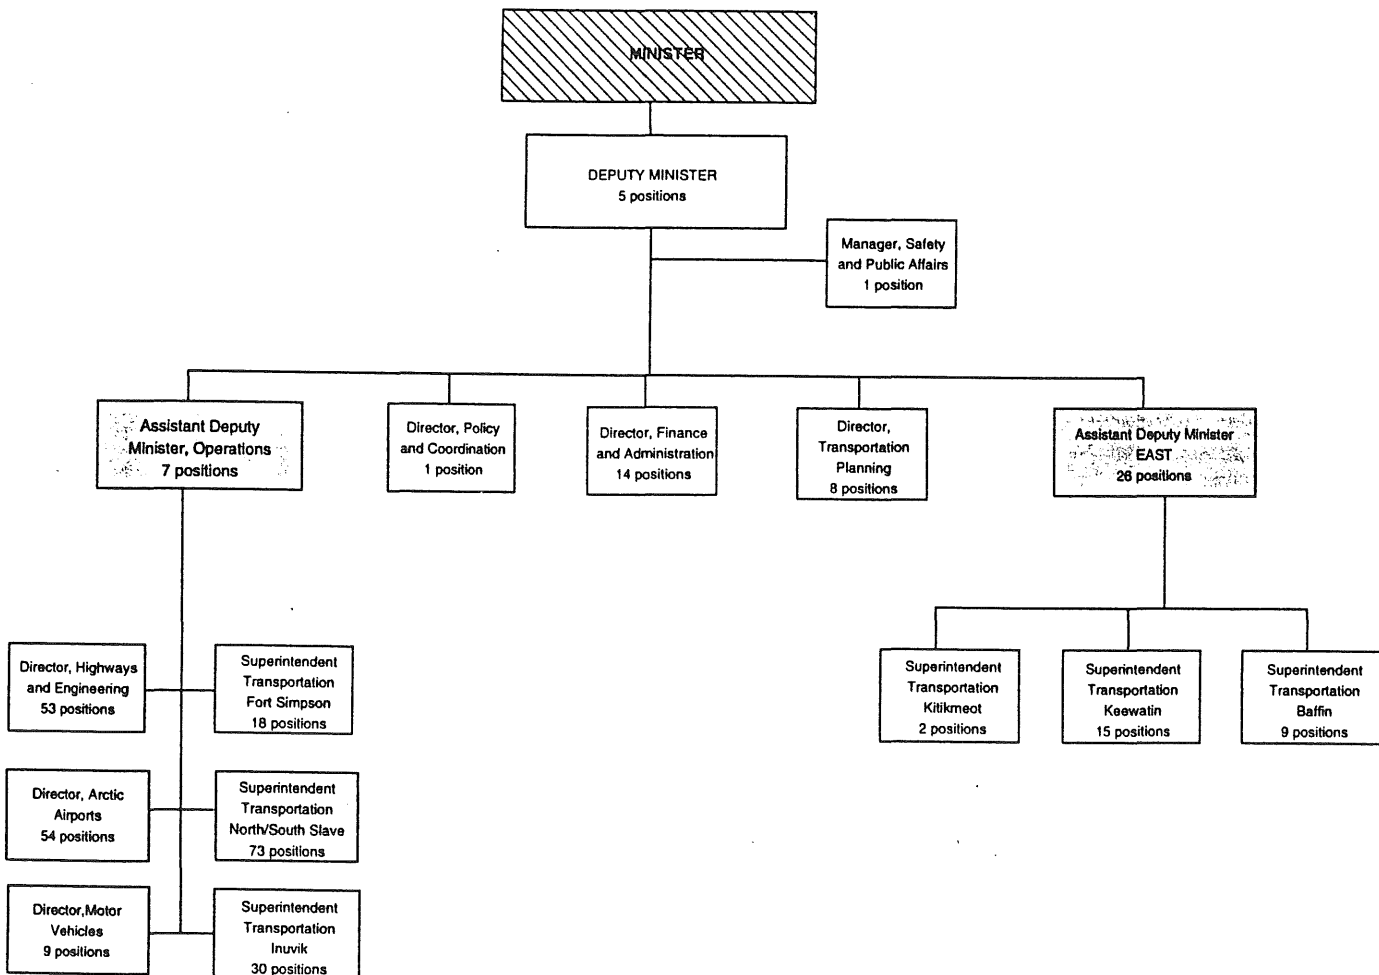 MINISTER
DEPUTY MINISTER
5 positions
Manager, Safety
and Public Affairs
1 position
Assistant Deputy
Minister, Operations
7 positions
Director, Policy
and Coordination
1 position
Director, Finance
and Administration
14 positions
Director,
Transportation
Planning
8 positions
Assistant Deputy Minister
EAST
26 positions
Director, Highways
and Engineering
53 positions
Superintendent
Transportation
Fort Simpson
18 positions
Superintendent
Transportation
Kitikmeot
2 positions
Superintendent
Transportation
Keewatin
15 positions
Superintendent
Transportation
Baffin
9 positions
Director, Arctic
Airports
54 positions
Superintendent
Transportation
North/South Slave
73 positions
Director,Motor
Vehicles
9 positions
Superintendent
Transportation
Inuvik
30 positions